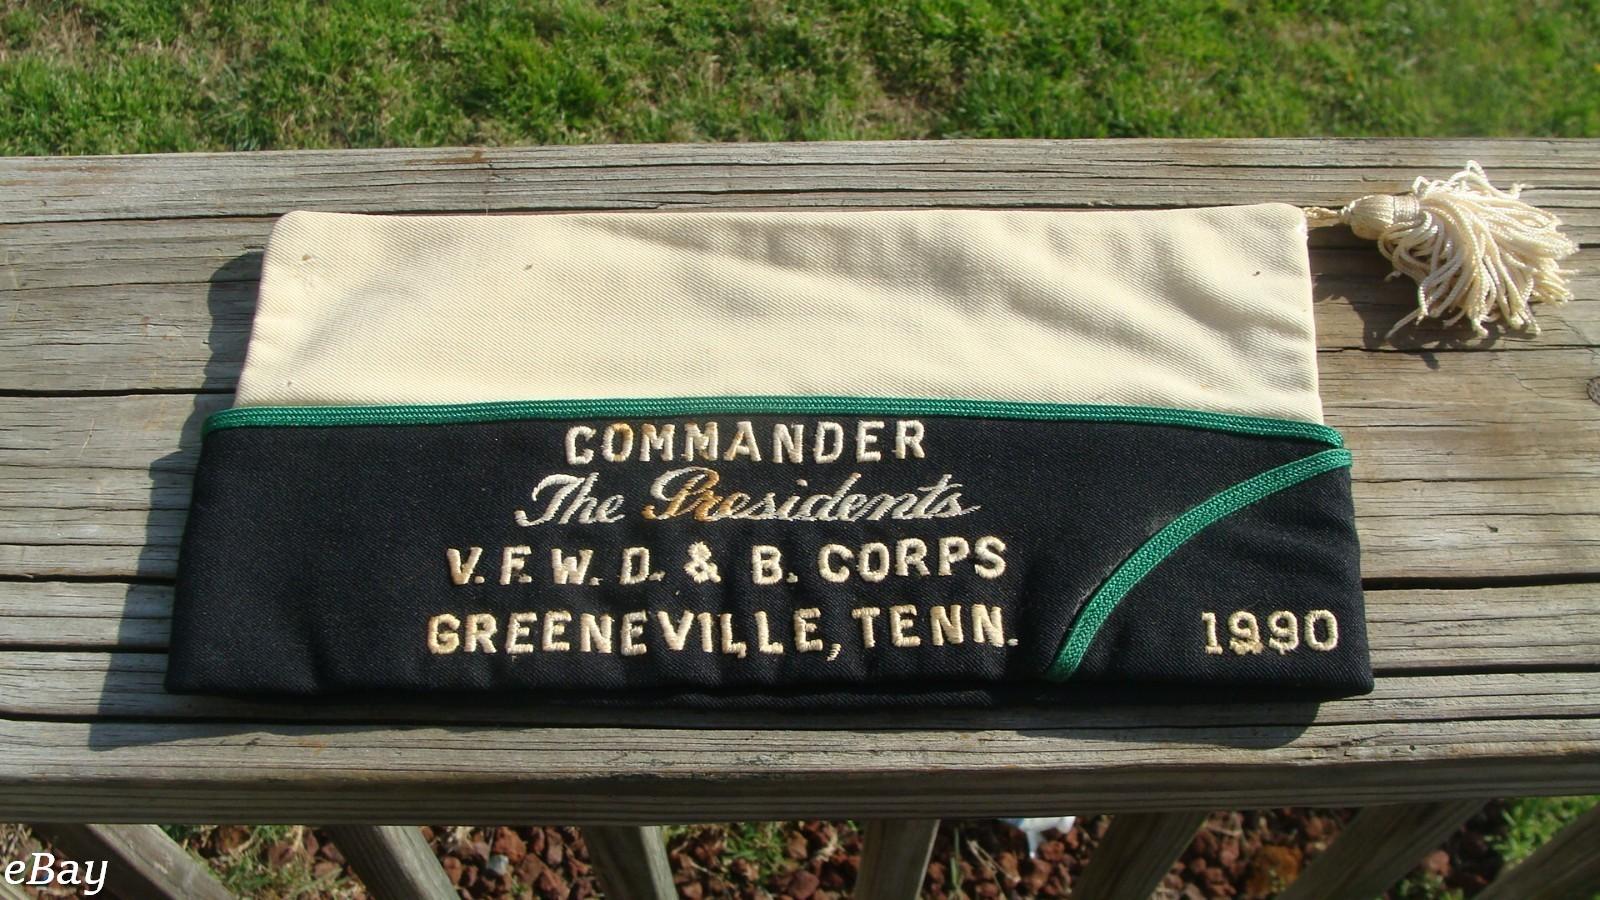 COMMANDER
The Presidents
V.F.W. D. & B. CORPS
GREENEVILLE, TENN.
1990
eBay